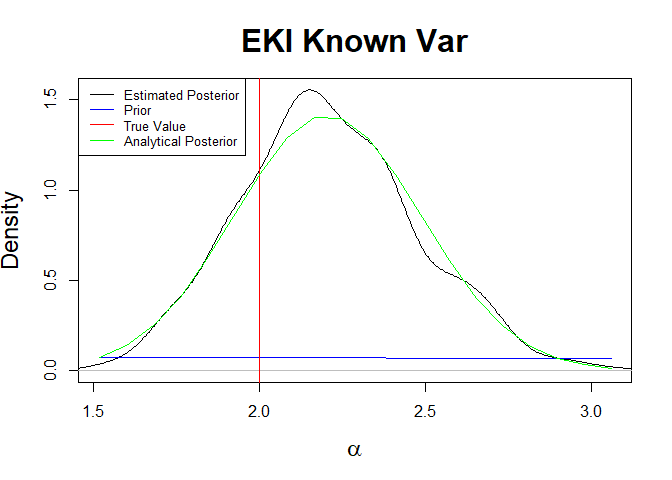 EKI Known Var
Estimated Posterior
Prior
True Value
Analytical Posterior
Density
0.0
0.5
1.0
1.5
1.5
2.0
2.5
3.0
α